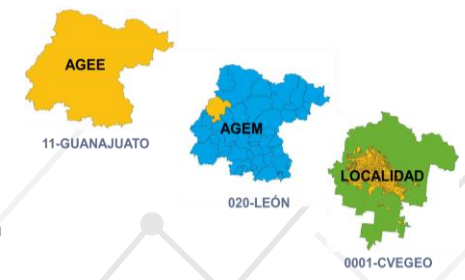 AGEE
11-GUANAJUATO
AGEM
020-LEÓN
LOCALIDAD
0001-CVEGEO